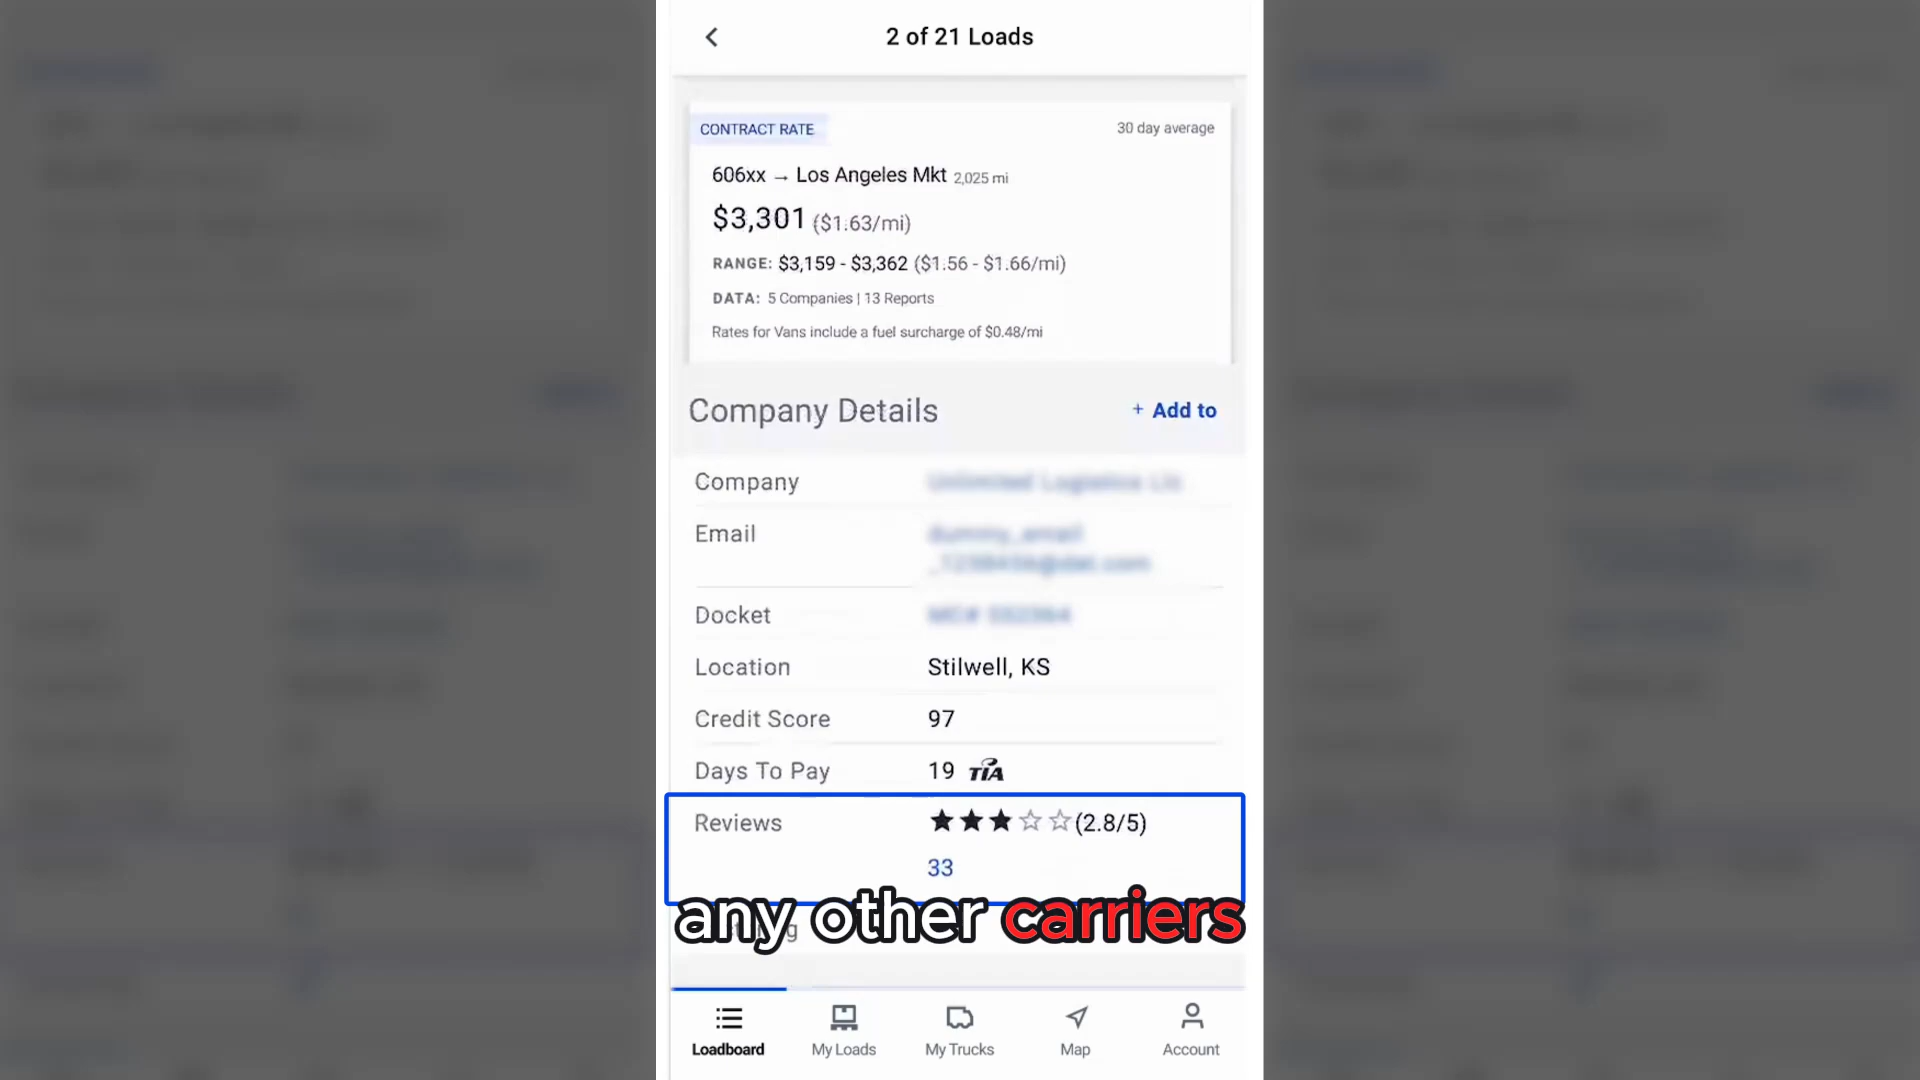 2 of 21 Loads
CONTRACT RATE
30 day average
606xx → Los Angeles Mkt 2,025 mi
$3,301 ($1.63/mi)
RANGE: $3,159 - $3,362 ($1.56 - $1.66/mi)
DATA: 5 Companies | 13 Reports
Rates for Vans include a fuel surcharge of $0.48/mi
Company Details
+ Add to
Company
Email
Docket
Location Stilwell, KS
Credit Score 97
Days To Pay 19 TIA
Reviews ★★★☆☆(2.8/5)
33
any other carriers
Loadboard
My Loads
My Trucks
Map
Account